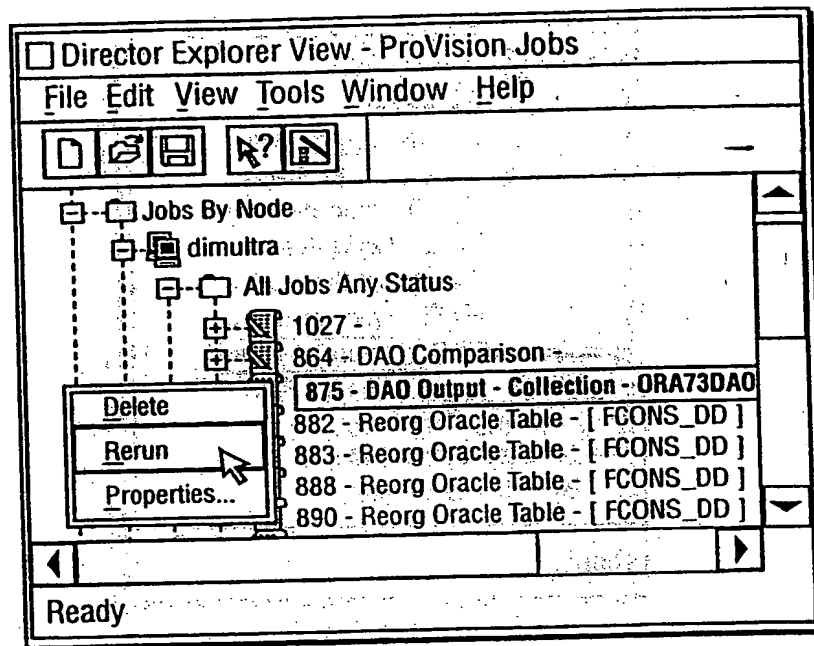 Director Explorer View - ProVision Jobs
File Edit View Tools Window Help
Jobs By Node
dimultra
All Jobs Any Status
1027 -
864 - DAO Comparison -
875 - DAO Output - Collection - ORA73DAO
882 - Reorg Oracle Table - [ FCONS_DD ]
883 - Reorg Oracle Table - [ FCONS_DD ]
888 - Reorg Oracle Table - [ FCONS_DD ]
890 - Reorg Oracle Table - [ FCONS_DD ]
Delete
Rerun
Properties...
Ready